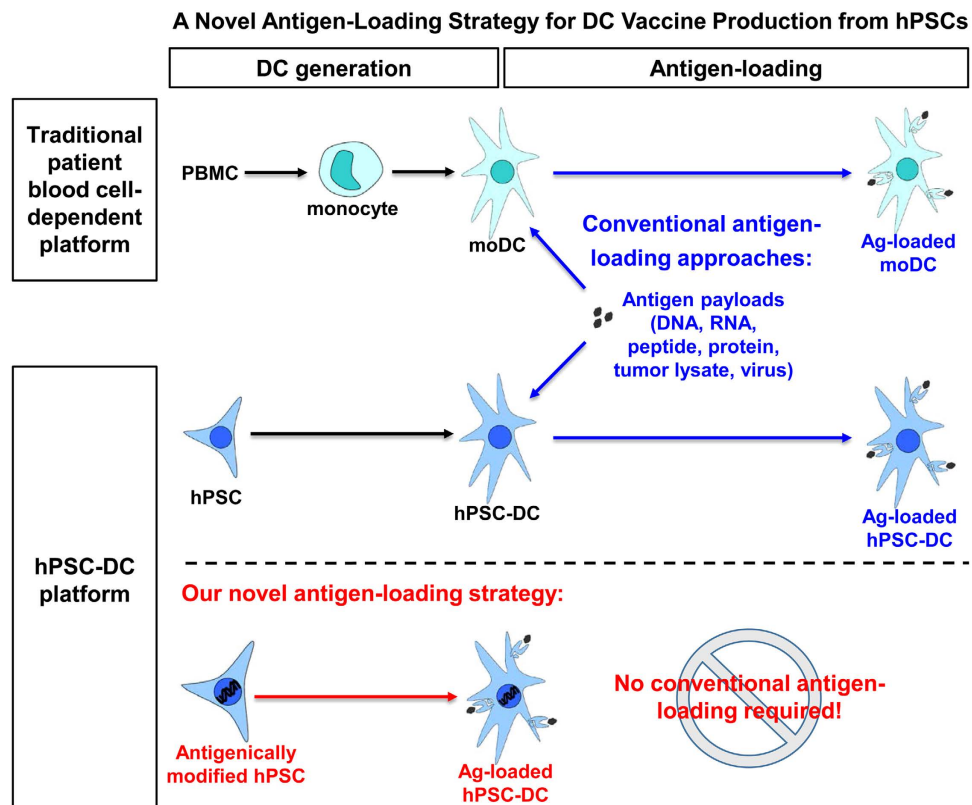 A Novel Antigen-Loading Strategy for DC Vaccine Production from hPSCs
DC generation
Antigen-loading
Traditional
patient
blood cell-
dependent
platform
PBMC
monocyte
moDC
Conventional antigen-
loading approaches:
Ag-loaded
moDC
Antigen payloads
(DNA, RNA,
peptide, protein,
tumor lysate, virus)
hPSC-DC
platform
hPSC
hPSC-DC
Ag-loaded
hPSC-DC
Our novel antigen-loading strategy:
Antigenically
modified hPSC
Ag-loaded
hPSC-DC
No conventional antigen-
loading required!